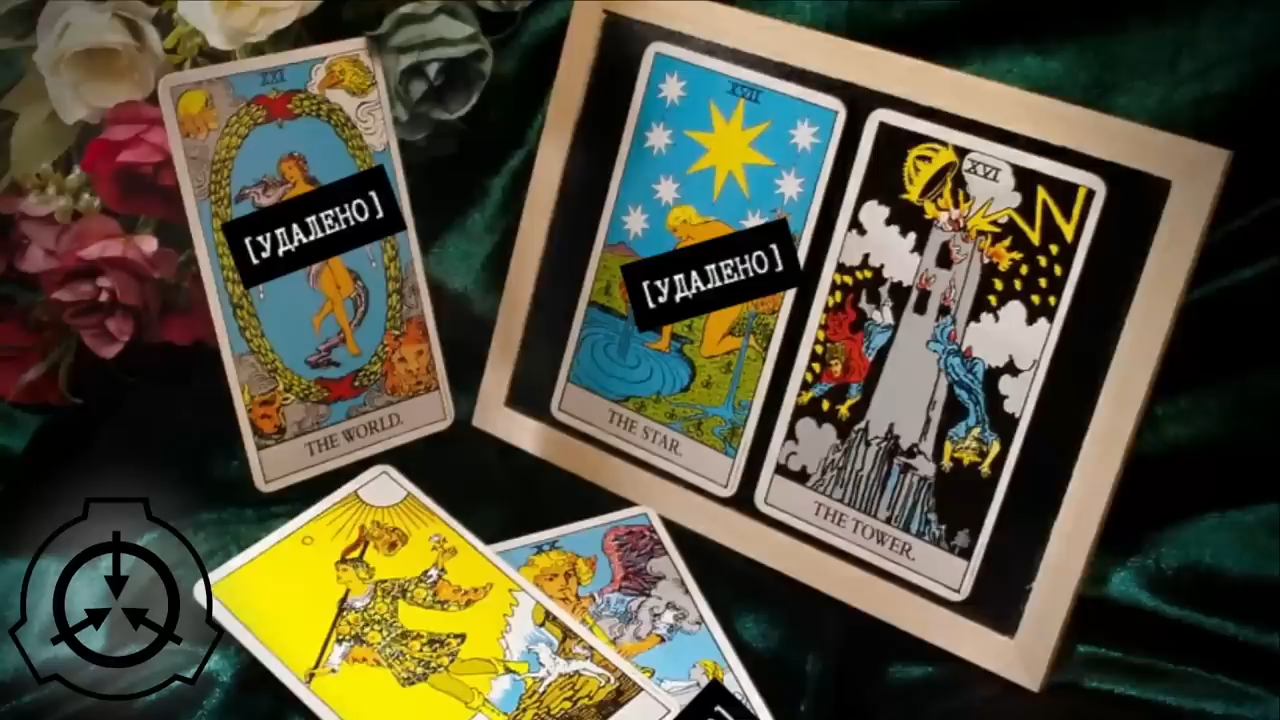 XXI
[УДАЛЕНО]
THE WORLD.
XVII
[УДАЛЕНО]
THE STAR.
XVI
THE TOWER.